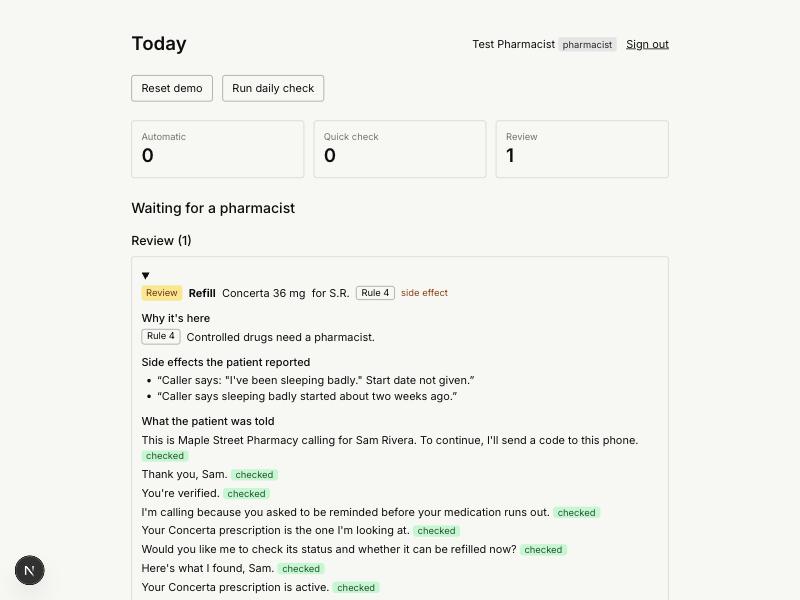 Today
Test Pharmacist pharmacist Sign out
Reset demo Run daily check
Automatic
0
Quick check
0
Review
1
Waiting for a pharmacist
Review (1)
▼
Review Refill Concerta 36 mg for S.R. Rule 4 side effect
Why it's here
Rule 4 Controlled drugs need a pharmacist.
Side effects the patient reported
• “Caller says: "I've been sleeping badly." Start date not given.”
• “Caller says sleeping badly started about two weeks ago.”
What the patient was told
This is Maple Street Pharmacy calling for Sam Rivera. To continue, I'll send a code to this phone.
checked
Thank you, Sam. checked
You're verified. checked
I'm calling because you asked to be reminded before your medication runs out. checked
Your Concerta prescription is the one I'm looking at. checked
Would you like me to check its status and whether it can be refilled now? checked
Here's what I found, Sam. checked
Your Concerta prescription is active. checked
N